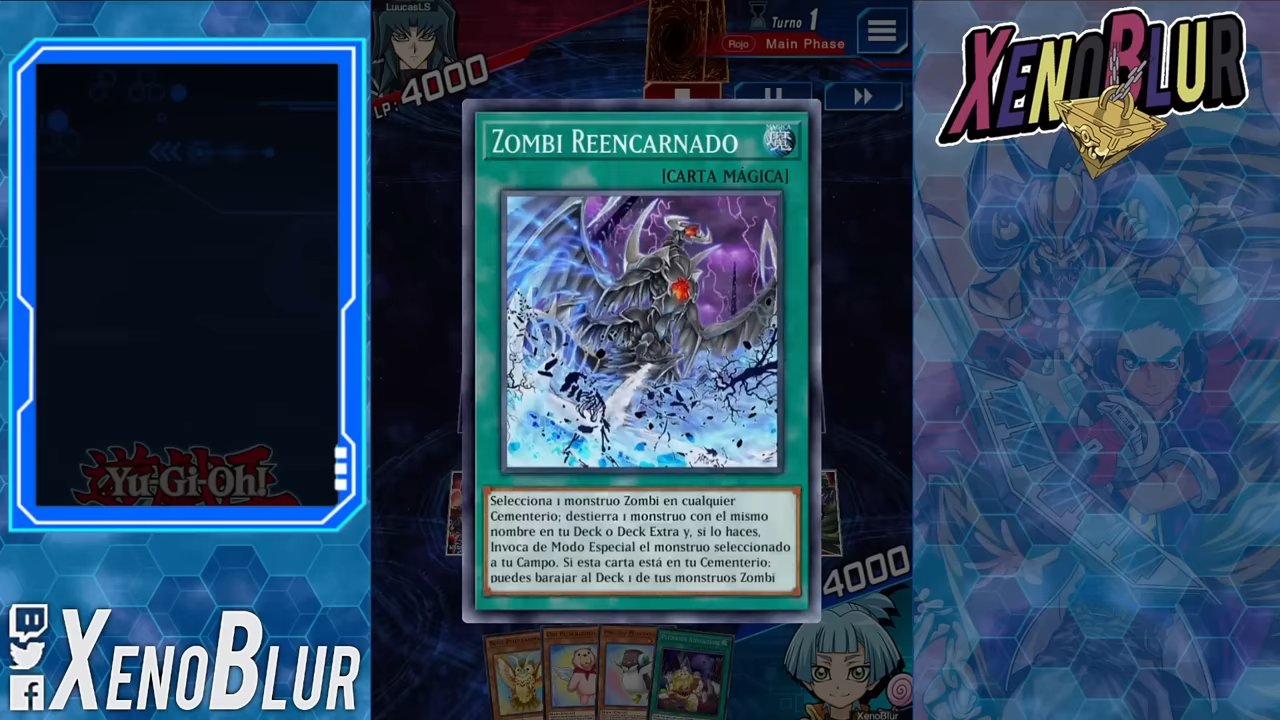 LuucasLS
LP: 4000
Turno 1
Rojo Main Phase
XENOBLUR
ZOMBI REENCARNADO
[CARTA MÁGICA]
Selecciona 1 monstruo Zombi en cualquier
Cementerio; destierra 1 monstruo con el mismo
nombre en tu Deck o Deck Extra y, si lo haces,
Invoca de Modo Especial el monstruo seleccionado
a tu Campo. Si esta carta está en tu Cementerio:
puedes barajar al Deck 1 de tus monstruos Zombi
Yu-Gi-Oh!
4000
XENOBLUR
XenoBlur